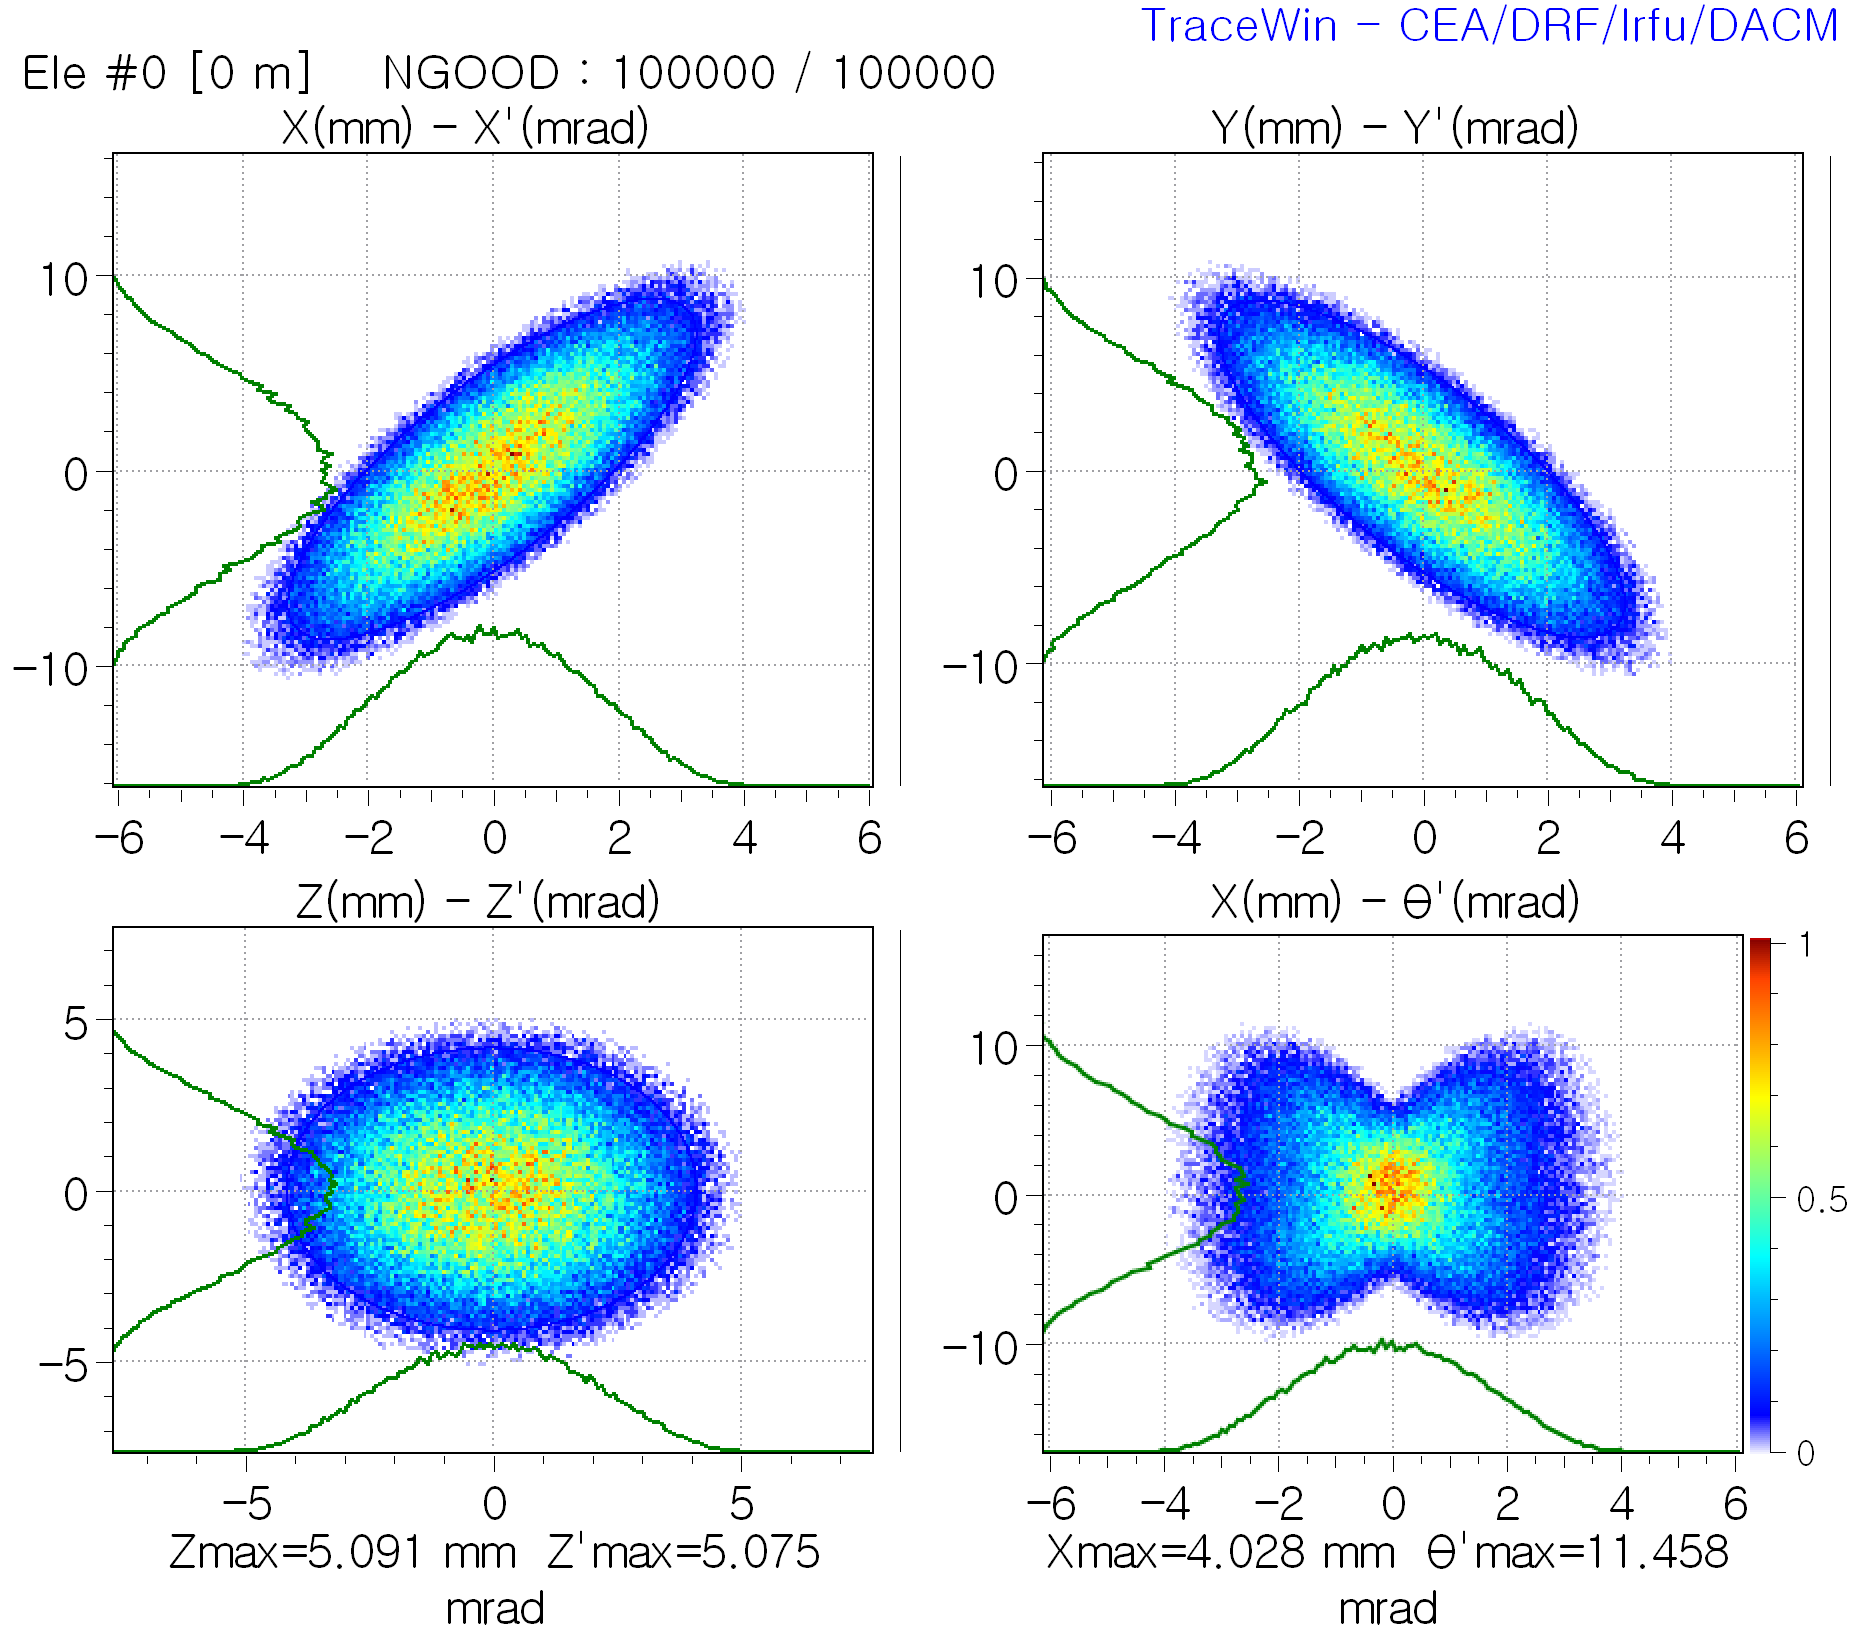 TraceWin - CEA/DRF/Irfu/DACM
Ele #0 [0 m] NGOOD : 100000 / 100000
X(mm) - X'(mrad)
10
0
-10
-6 -4 -2 0 2 4 6
Y(mm) - Y'(mrad)
10
0
-10
-6 -4 -2 0 2 4 6
Z(mm) - Z'(mrad)
5
0
-5
-5 0 5
Zmax=5.091 mm Z'max=5.075
mrad
X(mm) - θ'(mrad)
10
0
-10
-6 -4 -2 0 2 4 6
1
0.5
0
Xmax=4.028 mm θ'max=11.458
mrad